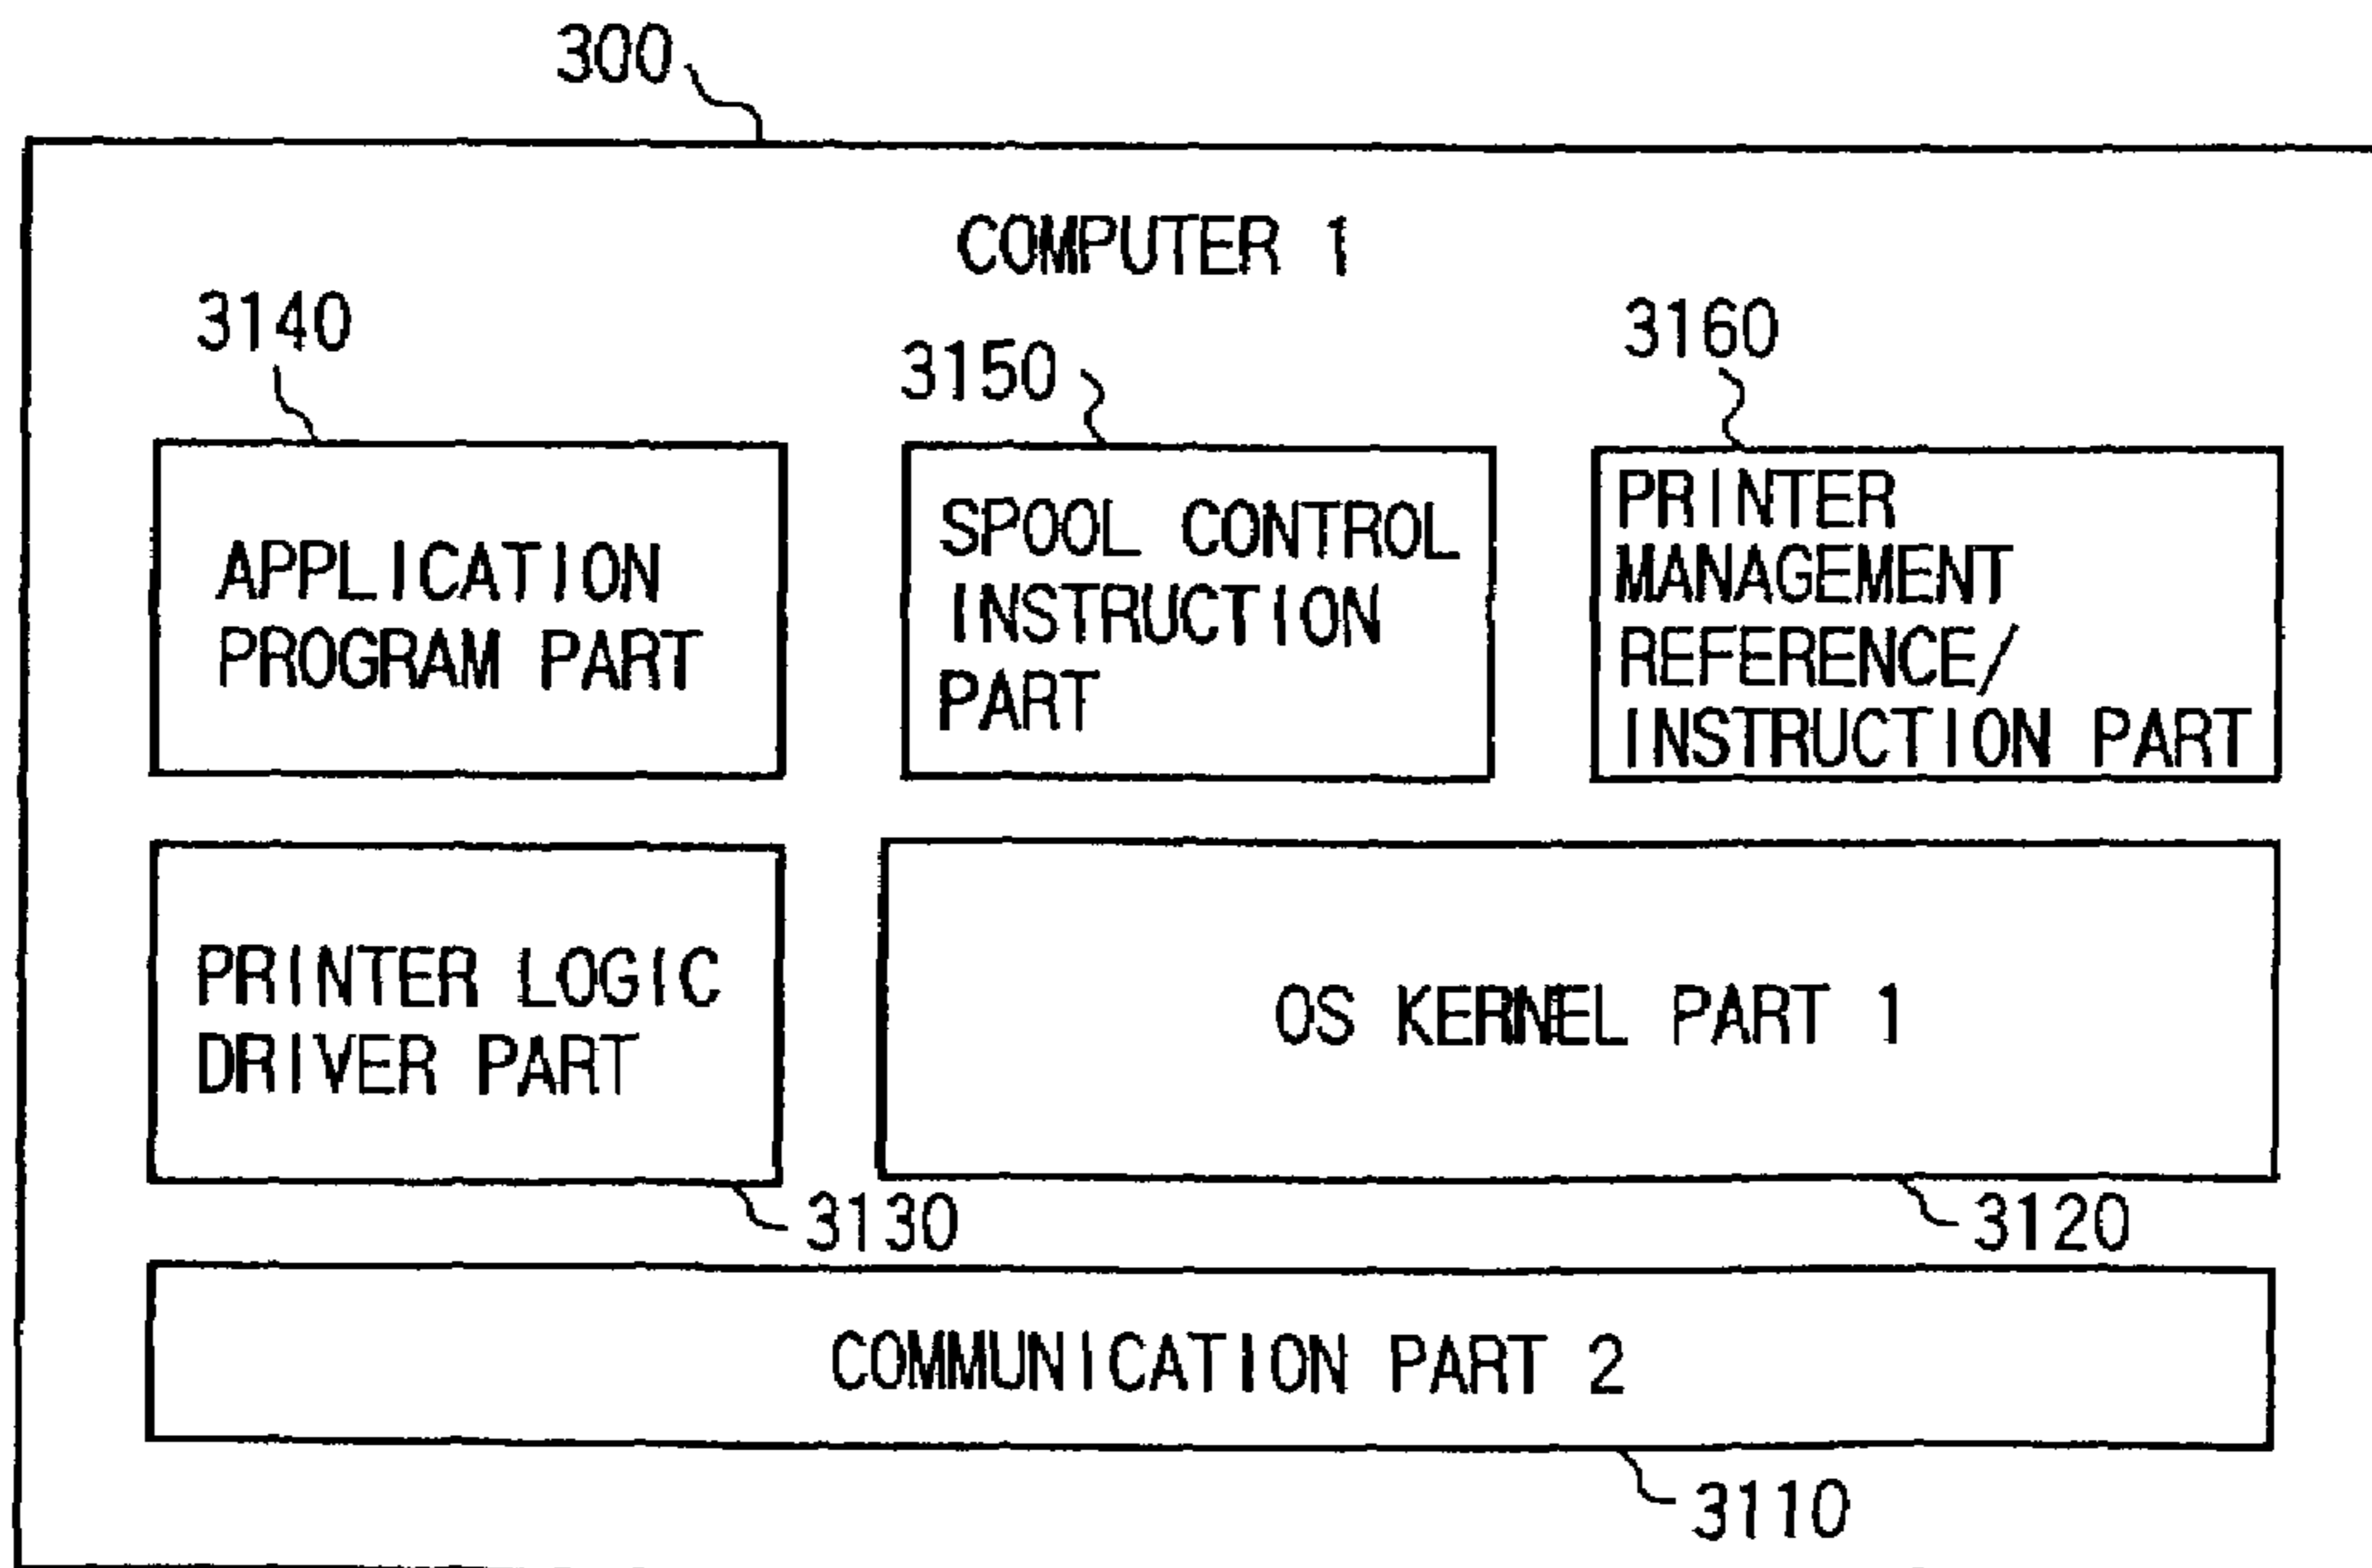 300
COMPUTER 1
3140
3150
3160
APPLICATION
PROGRAM PART
SPOOL CONTROL
INSTRUCTION
PART
PRINTER
MANAGEMENT
REFERENCE/
INSTRUCTION PART
PRINTER LOGIC
DRIVER PART
OS KERNEL PART 1
3130
3120
COMMUNICATION PART 2
3110